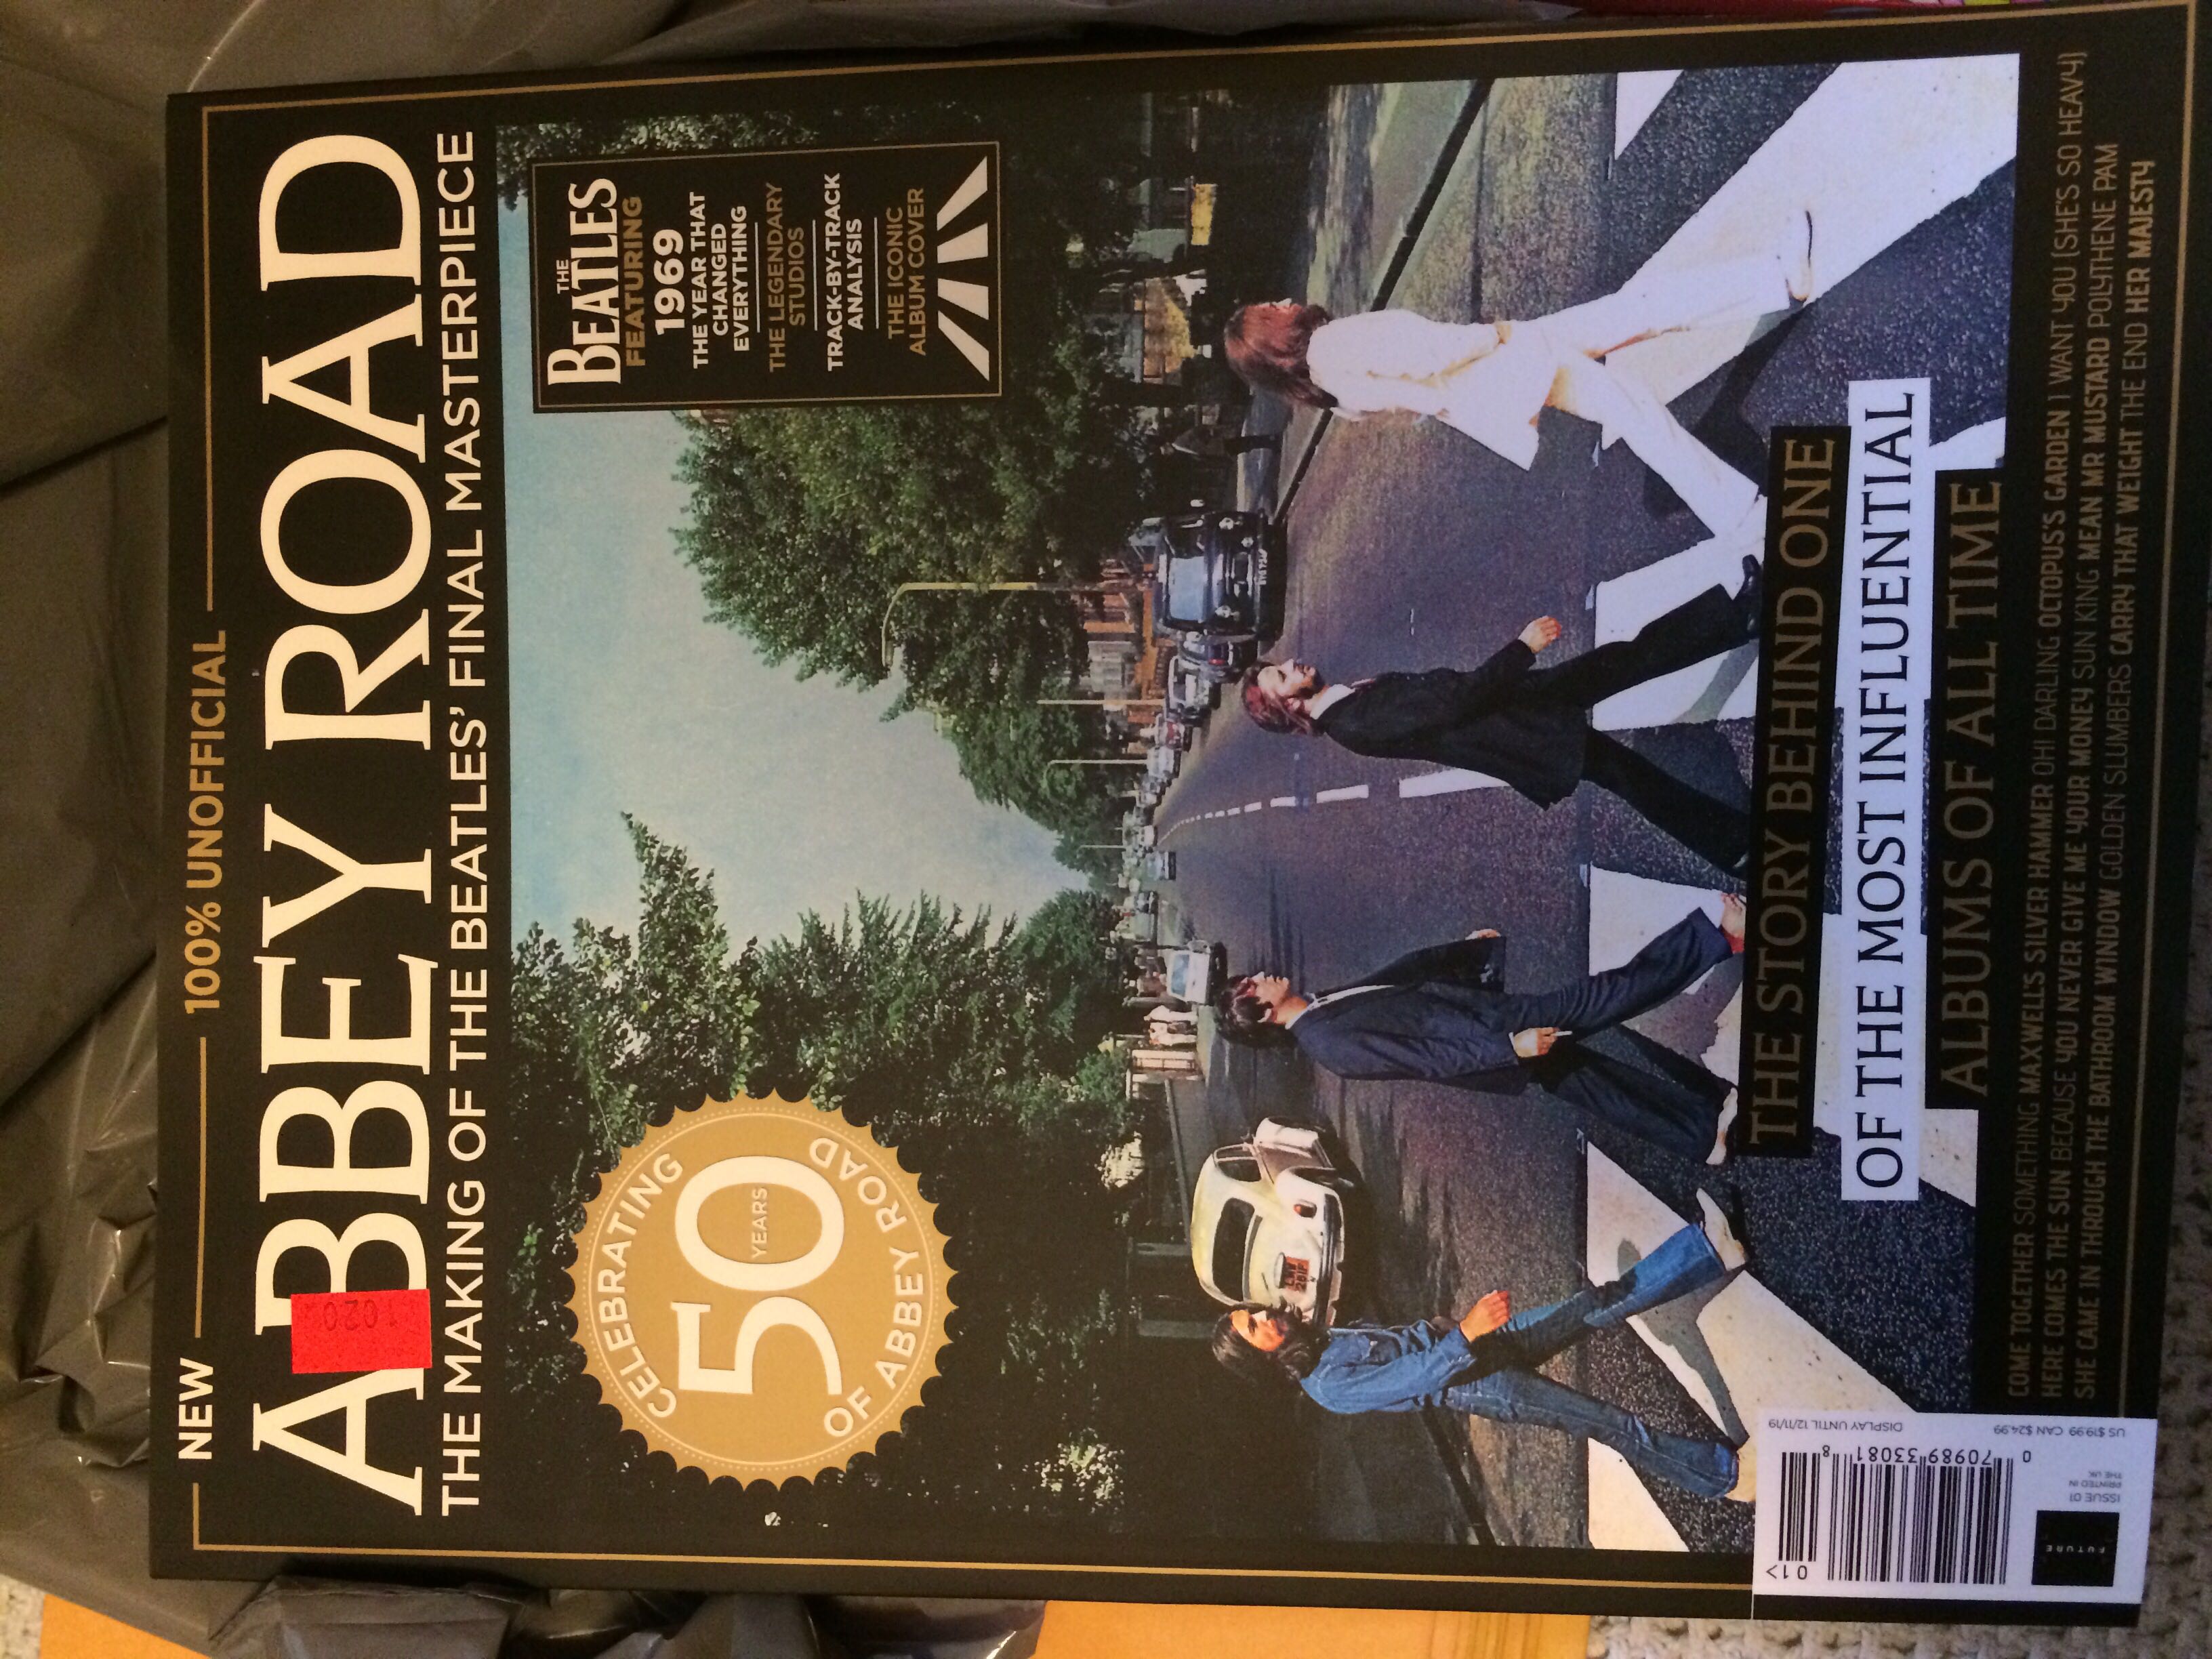 NEW
100% UNOFFICIAL
ABBEY ROAD
THE MAKING OF THE BEATLES' FINAL MASTERPIECE
CELEBRATING
50
YEARS
OF ABBEY ROAD
THE
BEATLES
FEATURING
1969
THE YEAR THAT
CHANGED
EVERYTHING
THE LEGENDARY
STUDIOS
TRACK-BY-TRACK
ANALYSIS
THE ICONIC
ALBUM COVER
THE STORY BEHIND ONE
OF THE MOST INFLUENTIAL
ALBUMS OF ALL TIME
COME TOGETHER SOMETHING MAXWELL'S SILVER HAMMER OH! DARLING OCTOPUS'S GARDEN I WANT YOU (SHE'S SO HEAVY)
HERE COMES THE SUN BECAUSE YOU NEVER GIVE ME YOUR MONEY SUN KING MEAN MR MUSTARD POLYTHENE PAM
SHE CAME IN THROUGH THE BATHROOM WINDOW GOLDEN SLUMBERS CARRY THAT WEIGHT THE END HER MAJESTY
FUTURE
ISSUE 01
PRINTED IN
THE UK
US $19.99 CAN $24.99
DISPLAY UNTIL 12/11/19
0 70989 33081 8
01>